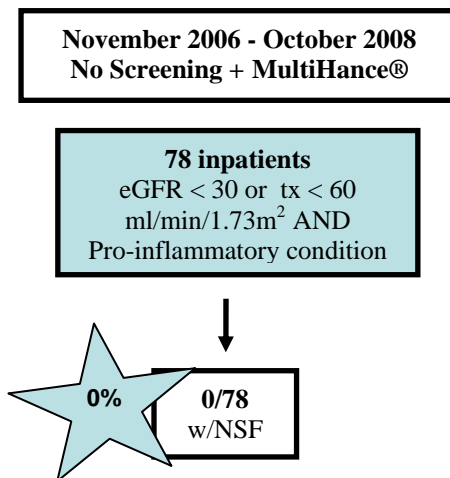 November 2006 - October 2008
No Screening + MultiHance®
78 inpatients
eGFR < 30 or tx < 60
ml/min/1.73m² AND
Pro-inflammatory condition
0%
0/78
w/NSF